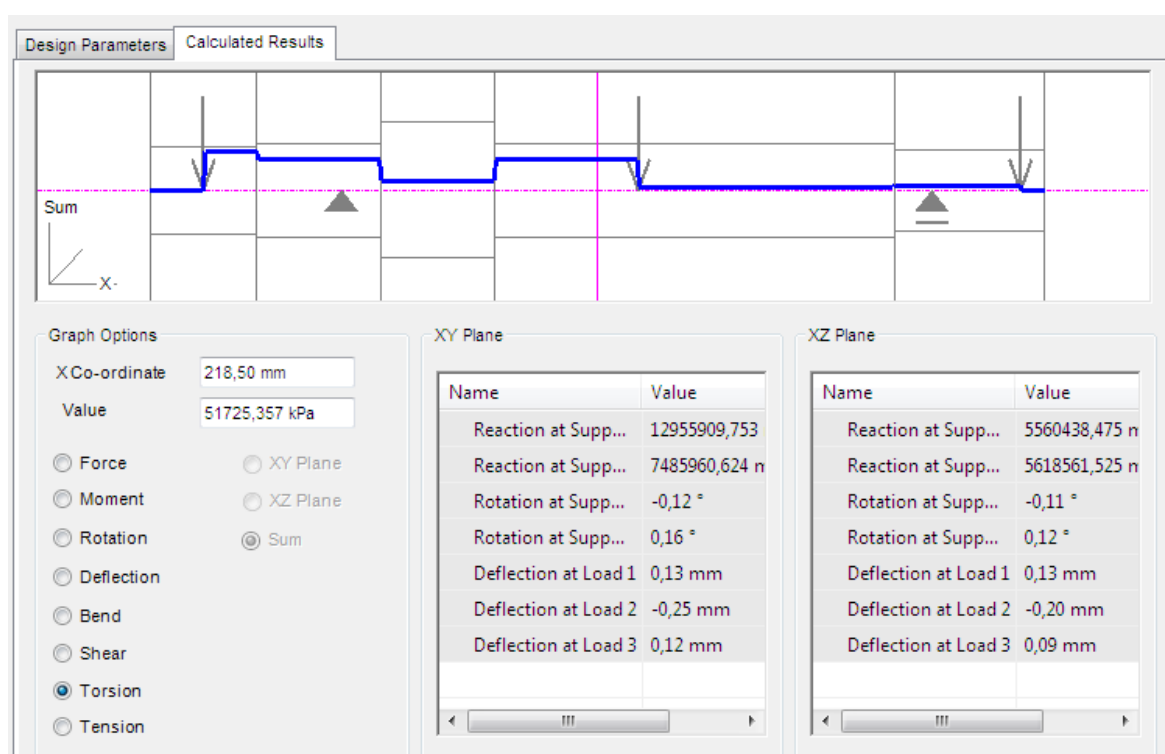 Design Parameters Calculated Results
Sum
X-
Graph Options
X Co-ordinate 218,50 mm
Value 51725,357 kPa
Force XY Plane
Moment XZ Plane
Rotation Sum
Deflection
Bend
Shear
Torsion
Tension
XY Plane
Name Value
Reaction at Supp... 12955909,753
Reaction at Supp... 7485960,624 m
Rotation at Supp... -0,12 °
Rotation at Supp... 0,16 °
Deflection at Load 1 0,13 mm
Deflection at Load 2 -0,25 mm
Deflection at Load 3 0,12 mm
XZ Plane
Name Value
Reaction at Supp... 5560438,475 m
Reaction at Supp... 5618561,525 m
Rotation at Supp... -0,11 °
Rotation at Supp... 0,12 °
Deflection at Load 1 0,13 mm
Deflection at Load 2 -0,20 mm
Deflection at Load 3 0,09 mm